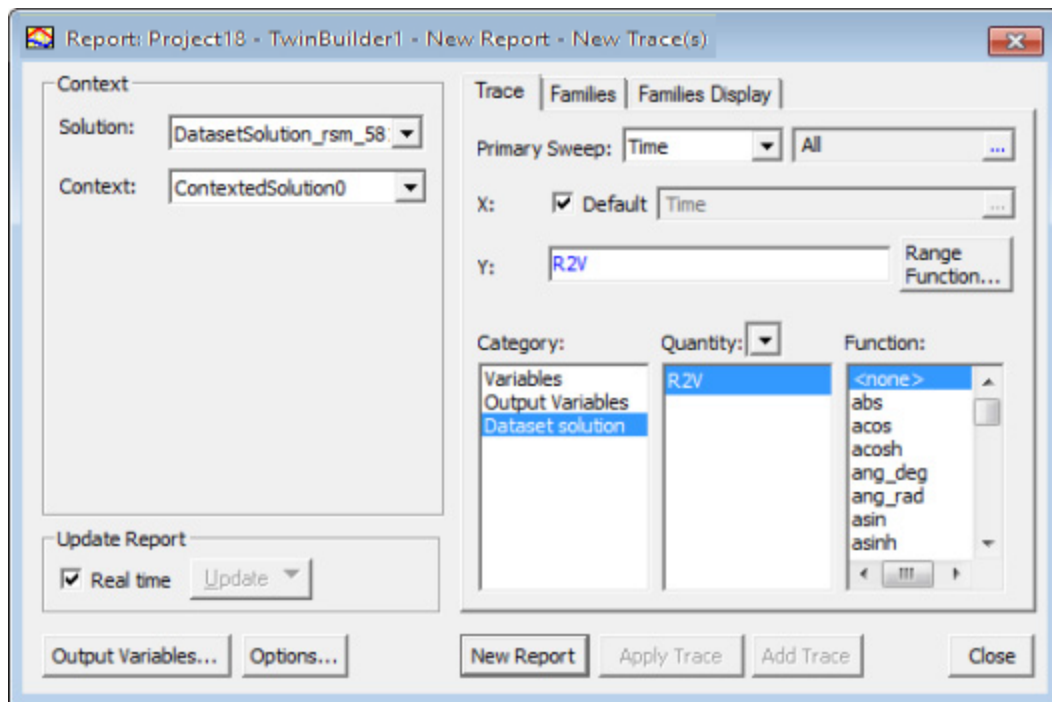 Report: Project18 - TwinBuilder1 - New Report - New Trace(s)
Context
Solution: DatasetSolution_rsm_58
Context: ContextedSolution0
Update Report
Real time Update
Output Variables... Options...
Trace Families Families Display
Primary Sweep: Time All ...
X: Default Time ...
Y: R2V Range Function...
Category: Quantity: Function:
Variables
Output Variables
Dataset solution
R2V
<none>
abs
acos
acosh
ang_deg
ang_rad
asin
asinh
New Report Apply Trace Add Trace Close